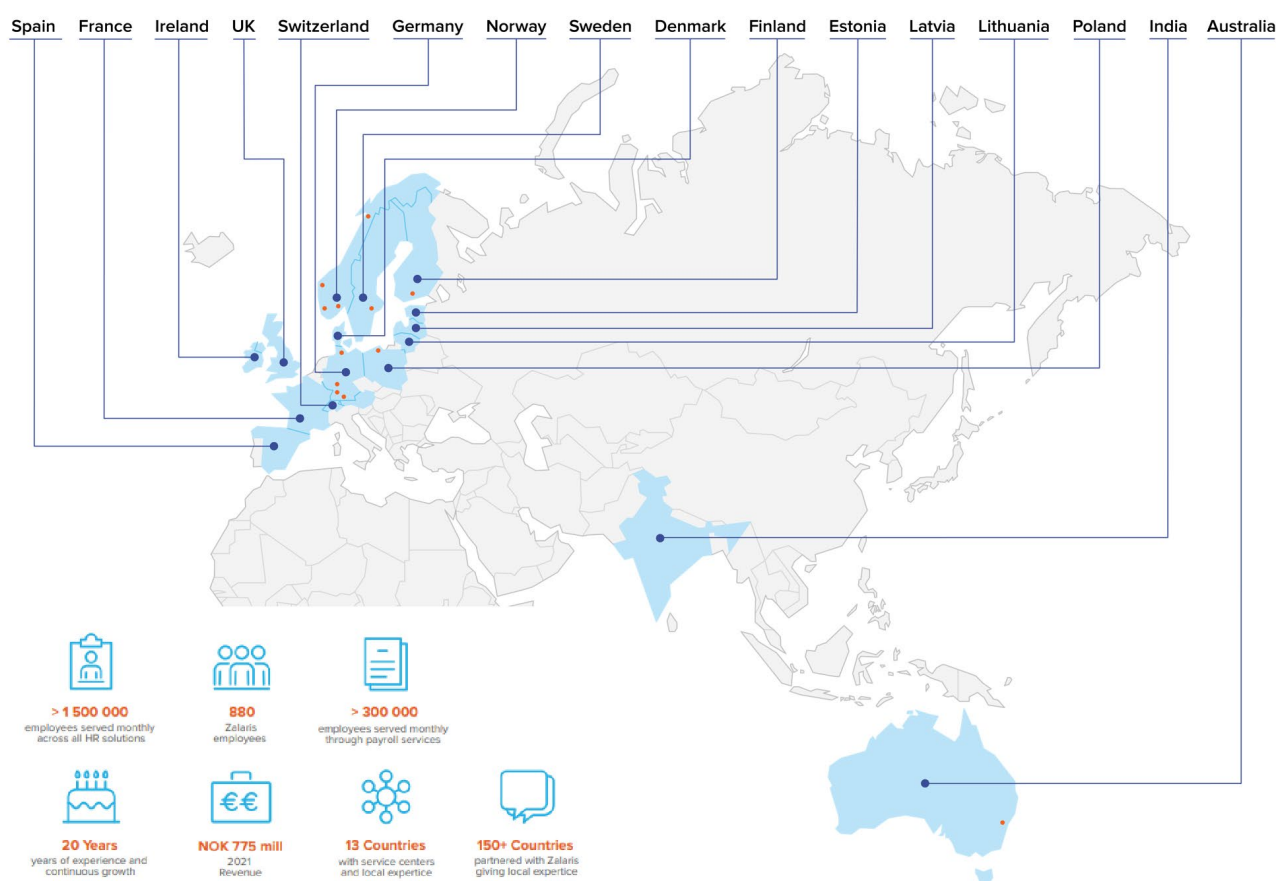 Spain France Ireland UK Switzerland Germany Norway Sweden Denmark Finland Estonia Latvia Lithuania Poland India Australia
> 1 500 000
employees served monthly
across all HR solutions
880
Zalaris
employees
> 300 000
employees served monthly
through payroll services
20 Years
years of experience and
continuous growth
€€
NOK 775 mill
2021
Revenue
13 Countries
with service centers
and local expertice
150+ Countries
partnered with Zalaris
giving local expertice